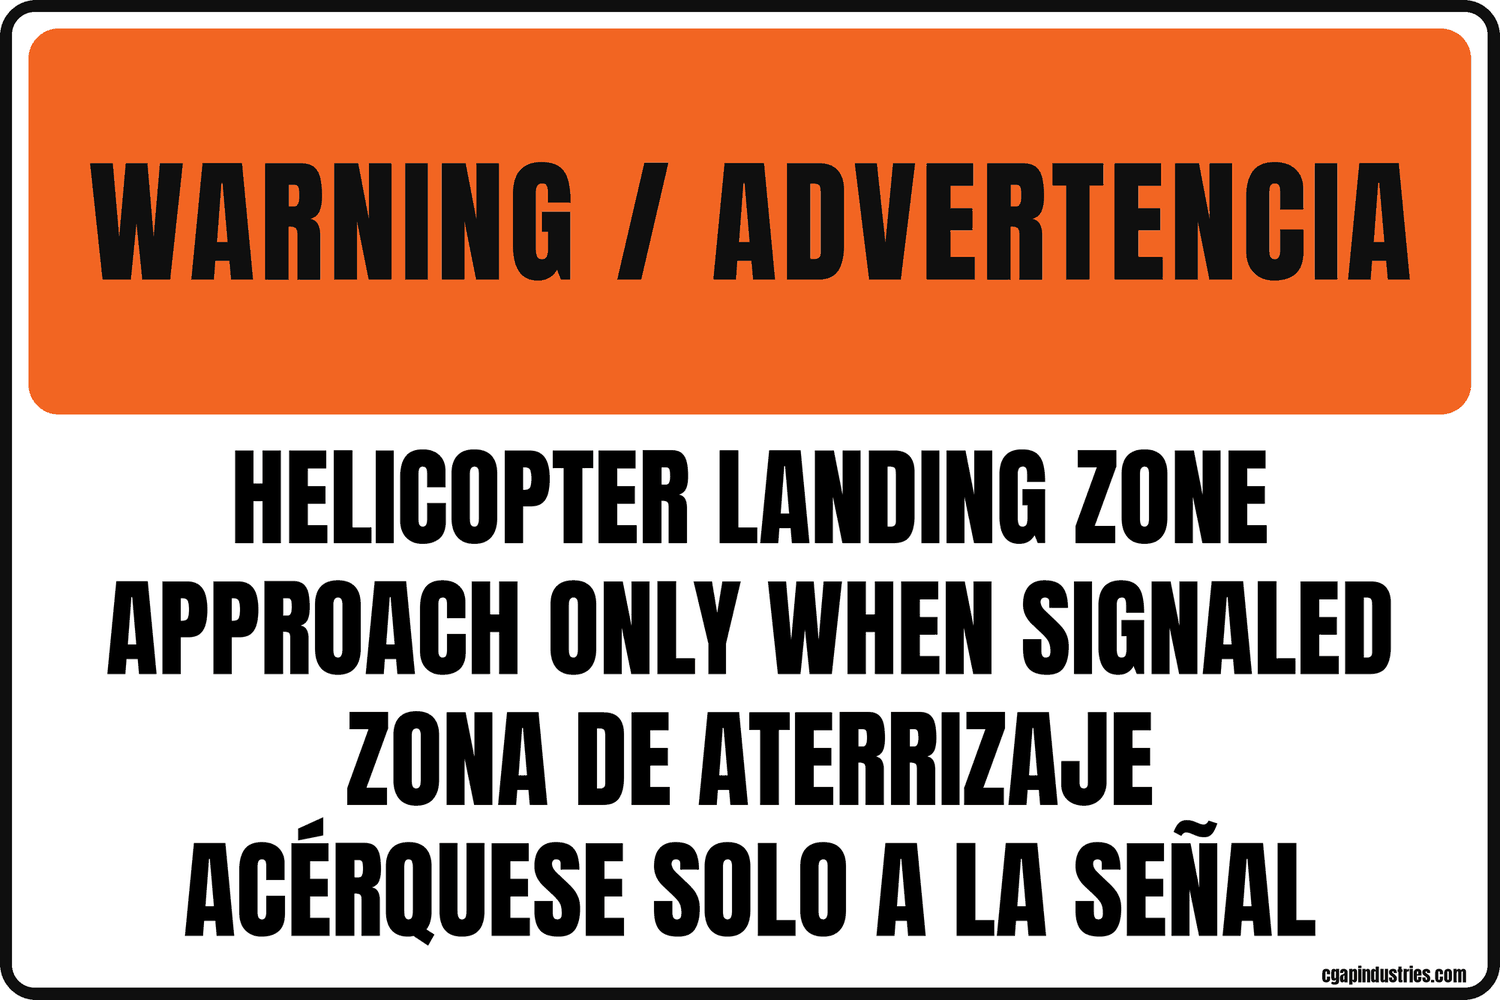 WARNING / ADVERTENCIA
HELICOPTER LANDING ZONE
APPROACH ONLY WHEN SIGNALED
ZONA DE ATERRIZAJE
ACÉRQUESE SOLO A LA SEÑAL
cgapindustries.com